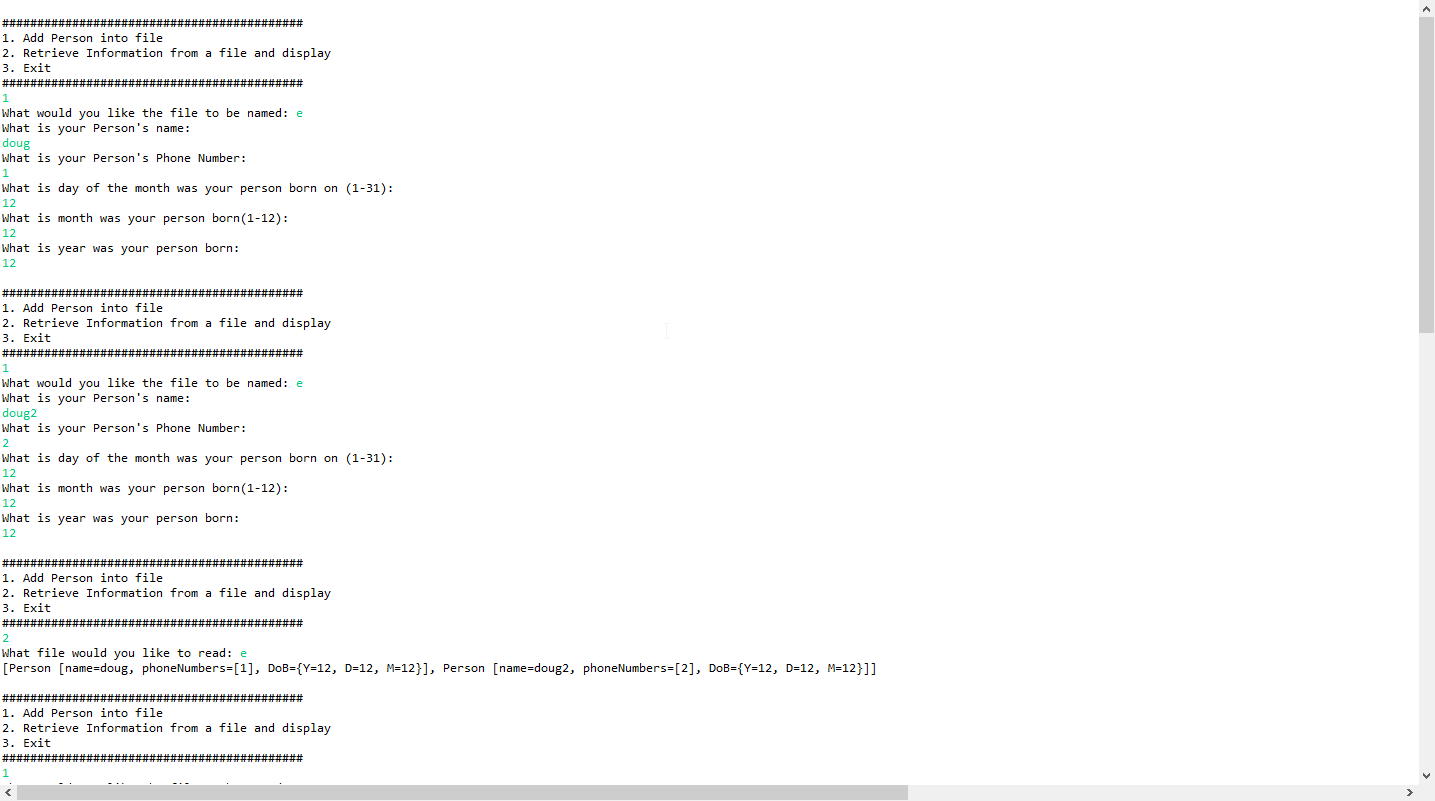 ###########################################
1. Add Person into file
2. Retrieve Information from a file and display
3. Exit
###########################################
1
What would you like the file to be named: e
What is your Person's name:
doug
What is your Person's Phone Number:
1
What is day of the month was your person born on (1-31):
12
What is month was your person born(1-12):
12
What is year was your person born:
12
###########################################
1. Add Person into file
2. Retrieve Information from a file and display
3. Exit
###########################################
1
What would you like the file to be named: e
What is your Person's name:
doug2
What is your Person's Phone Number:
2
What is day of the month was your person born on (1-31):
12
What is month was your person born(1-12):
12
What is year was your person born:
12
###########################################
1. Add Person into file
2. Retrieve Information from a file and display
3. Exit
###########################################
2
What file would you like to read: e
[Person [name=doug, phoneNumbers=[1], DoB={Y=12, D=12, M=12}], Person [name=doug2, phoneNumbers=[2], DoB={Y=12, D=12, M=12}]]
###########################################
1. Add Person into file
2. Retrieve Information from a file and display
3. Exit
###########################################
1